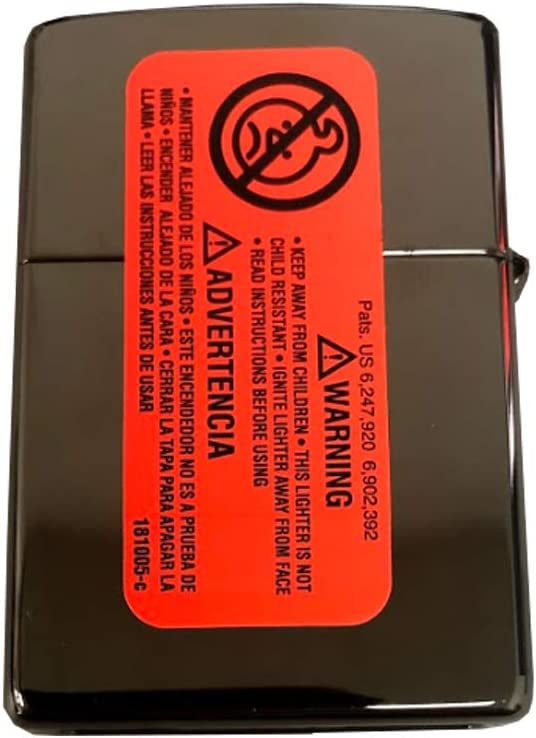 Pats. US 6,247,920 6,902,392
⚠WARNING
• KEEP AWAY FROM CHILDREN • THIS LIGHTER IS NOT
CHILD RESISTANT • IGNITE LIGHTER AWAY FROM FACE
• READ INSTRUCTIONS BEFORE USING
⚠ADVERTENCIA
• MANTENER ALEJADO DE LOS NIÑOS • ESTE ENCENDEDOR NO ES A PRUEBA DE
NIÑOS • ENCENDER ALEJADO DE LA CARA • CERRAR LA TAPA PARA APAGAR LA
LLAMA • LEER LAS INSTRUCCIONES ANTES DE USAR
181005-c